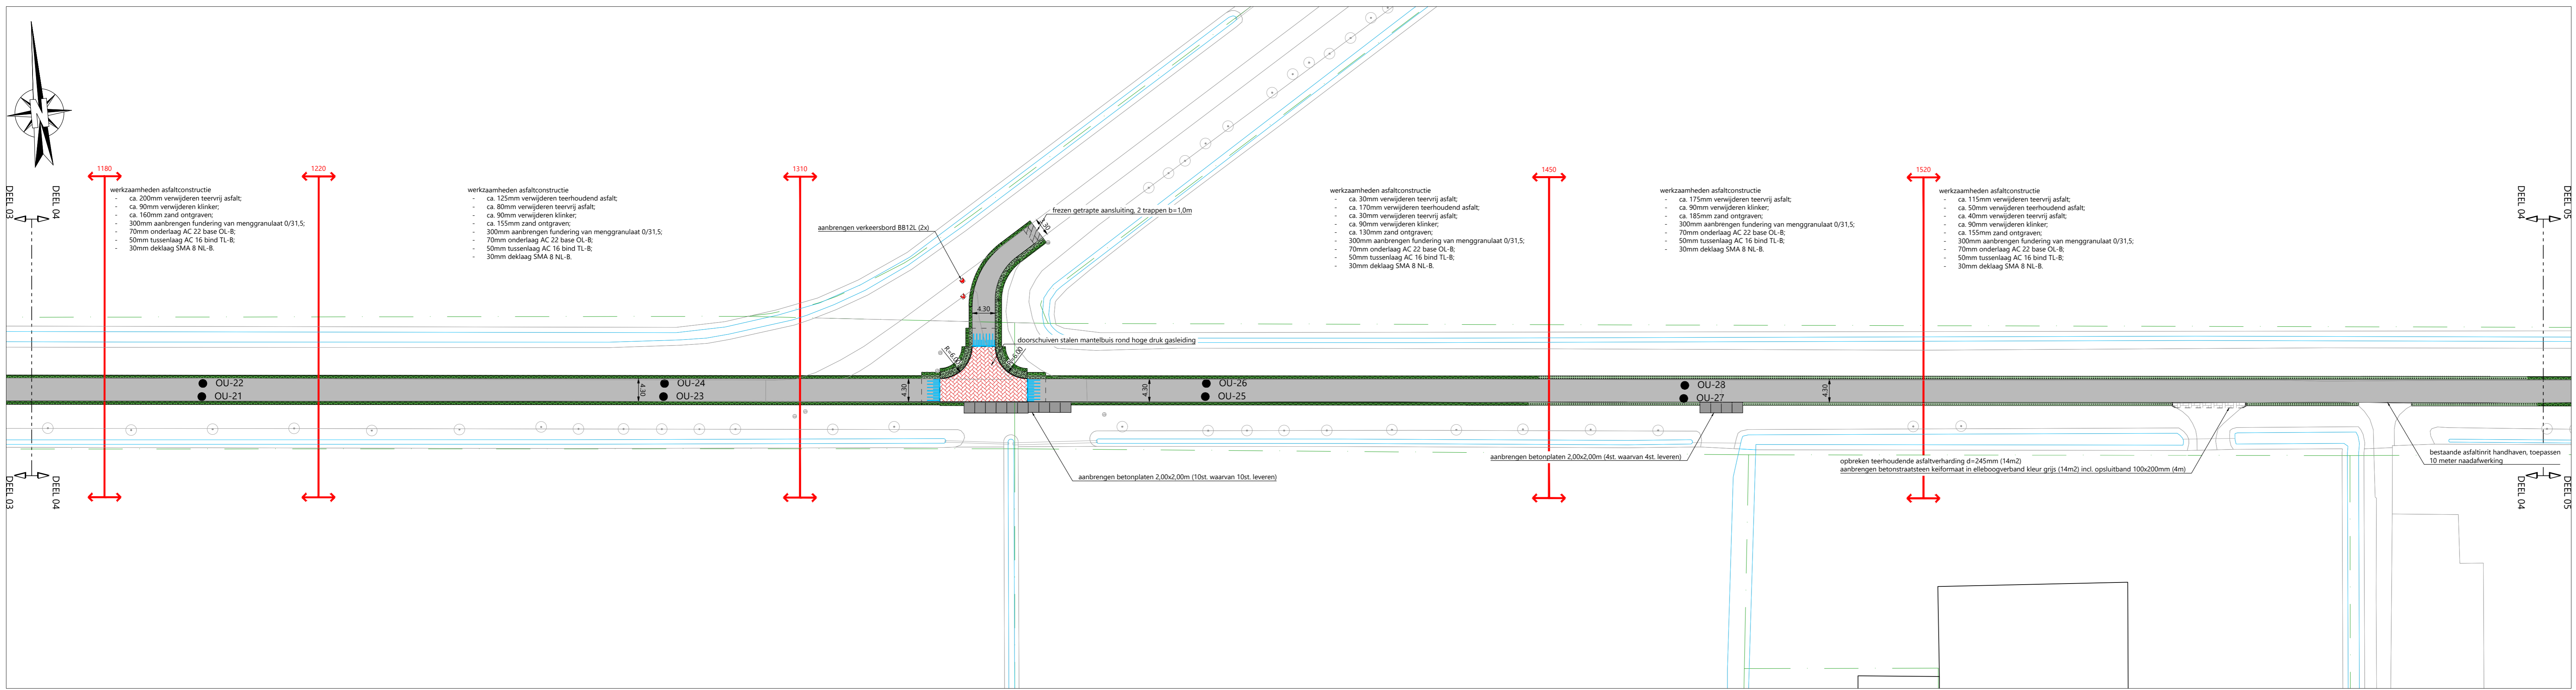 N
1180
1220
1310
1450
1520
DEEL 03
DEEL 04
DEEL 04
DEEL 05
werkzaamheden asfaltconstructie
- ca. 200mm verwijderen teervrij asfalt;
- ca. 90mm verwijderen klinker;
- ca. 160mm zand ontgraven;
- 300mm aanbrengen fundering van menggranulaat 0/31,5;
- 70mm onderlaag AC 22 base OL-B;
- 50mm tussenlaag AC 16 bind TL-B;
- 30mm deklaag SMA 8 NL-B.
werkzaamheden asfaltconstructie
- ca. 125mm verwijderen teerhoudend asfalt;
- ca. 80mm verwijderen teervrij asfalt;
- ca. 90mm verwijderen klinker;
- ca. 155mm zand ontgraven;
- 300mm aanbrengen fundering van menggranulaat 0/31,5;
- 70mm onderlaag AC 22 base OL-B;
- 50mm tussenlaag AC 16 bind TL-B;
- 30mm deklaag SMA 8 NL-B.
werkzaamheden asfaltconstructie
- ca. 30mm verwijderen teervrij asfalt;
- ca. 170mm verwijderen teerhoudend asfalt;
- ca. 30mm verwijderen teervrij asfalt;
- ca. 90mm verwijderen klinker;
- ca. 130mm zand ontgraven;
- 300mm aanbrengen fundering van menggranulaat 0/31,5;
- 70mm onderlaag AC 22 base OL-B;
- 50mm tussenlaag AC 16 bind TL-B;
- 30mm deklaag SMA 8 NL-B.
werkzaamheden asfaltconstructie
- ca. 175mm verwijderen teervrij asfalt;
- ca. 90mm verwijderen klinker;
- ca. 185mm zand ontgraven;
- 300mm aanbrengen fundering van menggranulaat 0/31,5;
- 70mm onderlaag AC 22 base OL-B;
- 50mm tussenlaag AC 16 bind TL-B;
- 30mm deklaag SMA 8 NL-B.
werkzaamheden asfaltconstructie
- ca. 115mm verwijderen teervrij asfalt;
- ca. 50mm verwijderen teerhoudend asfalt;
- ca. 40mm verwijderen teervrij asfalt;
- ca. 90mm verwijderen klinker;
- ca. 155mm zand ontgraven;
- 300mm aanbrengen fundering van menggranulaat 0/31,5;
- 70mm onderlaag AC 22 base OL-B;
- 50mm tussenlaag AC 16 bind TL-B;
- 30mm deklaag SMA 8 NL-B.
frezen getrapte aansluiting, 2 trappen b=1,0m
aanbrengen verkeersbord BB12L (2x)
4.30
doorschuiven stalen mantelbuis rond hoge druk gasleiding
R=6.00
OU-22
OU-21
4.30
OU-24
OU-23
4.30
4.30
OU-26
OU-25
OU-28
OU-27
4.30
aanbrengen betonplaten 2,00x2,00m (10st. waarvan 10st. leveren)
aanbrengen betonplaten 2,00x2,00m (4st. waarvan 4st. leveren)
opbreken teerhoudende asfaltverharding d=245mm (14m2)
aanbrengen betonstraatsteen keiformaat in elleboogverband kleur grijs (14m2) incl. opsluitband 100x200mm (4m)
bestaande asfaltinrit handhaven, toepassen
10 meter naadafwerking
DEEL 03
DEEL 04
DEEL 04
DEEL 05